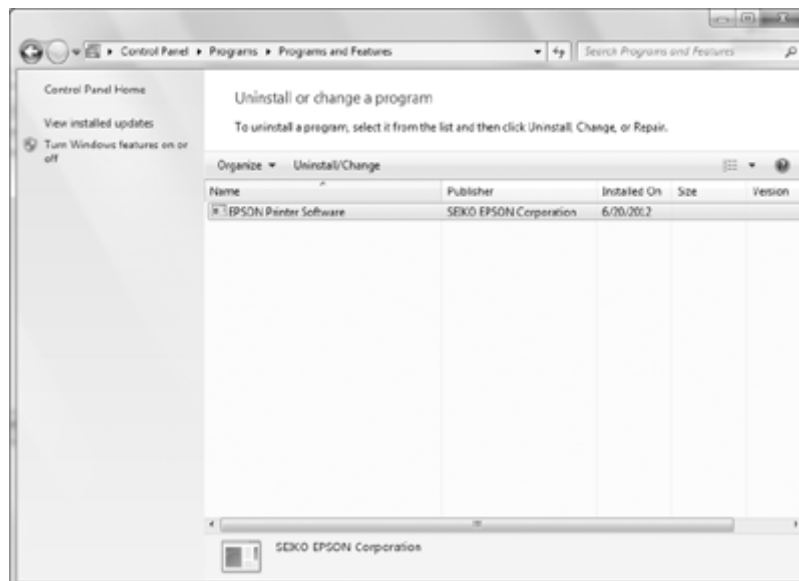 Control Panel ▸ Programs ▸ Programs and Features
Search Programs and Features
Control Panel Home
View installed updates
Turn Windows features on or
off
Uninstall or change a program
To uninstall a program, select it from the list and then click Uninstall, Change, or Repair.
Organize Uninstall/Change
Name Publisher Installed On Size Version
EPSON Printer Software SEIKO EPSON Corporation 6/20/2012
SEIKO EPSON Corporation